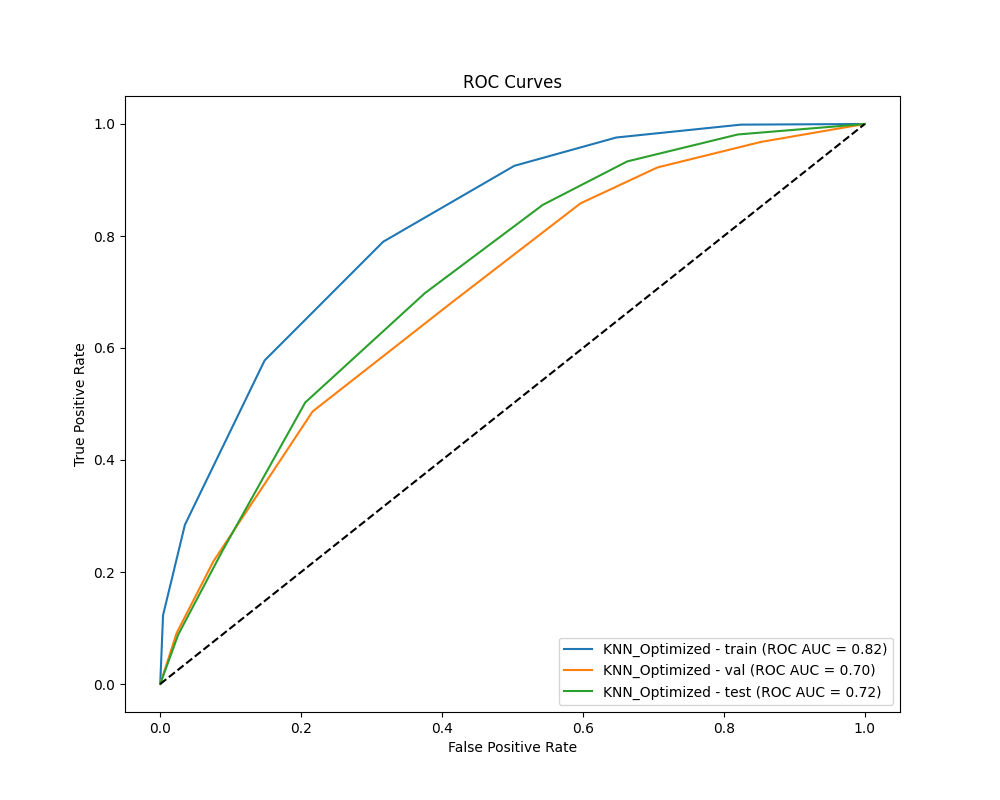 ROC Curves
True Positive Rate
1.0
0.8
0.6
0.4
0.2
0.0
0.0 0.2 0.4 0.6 0.8 1.0
False Positive Rate
KNN_Optimized - train (ROC AUC = 0.82)
KNN_Optimized - val (ROC AUC = 0.70)
KNN_Optimized - test (ROC AUC = 0.72)